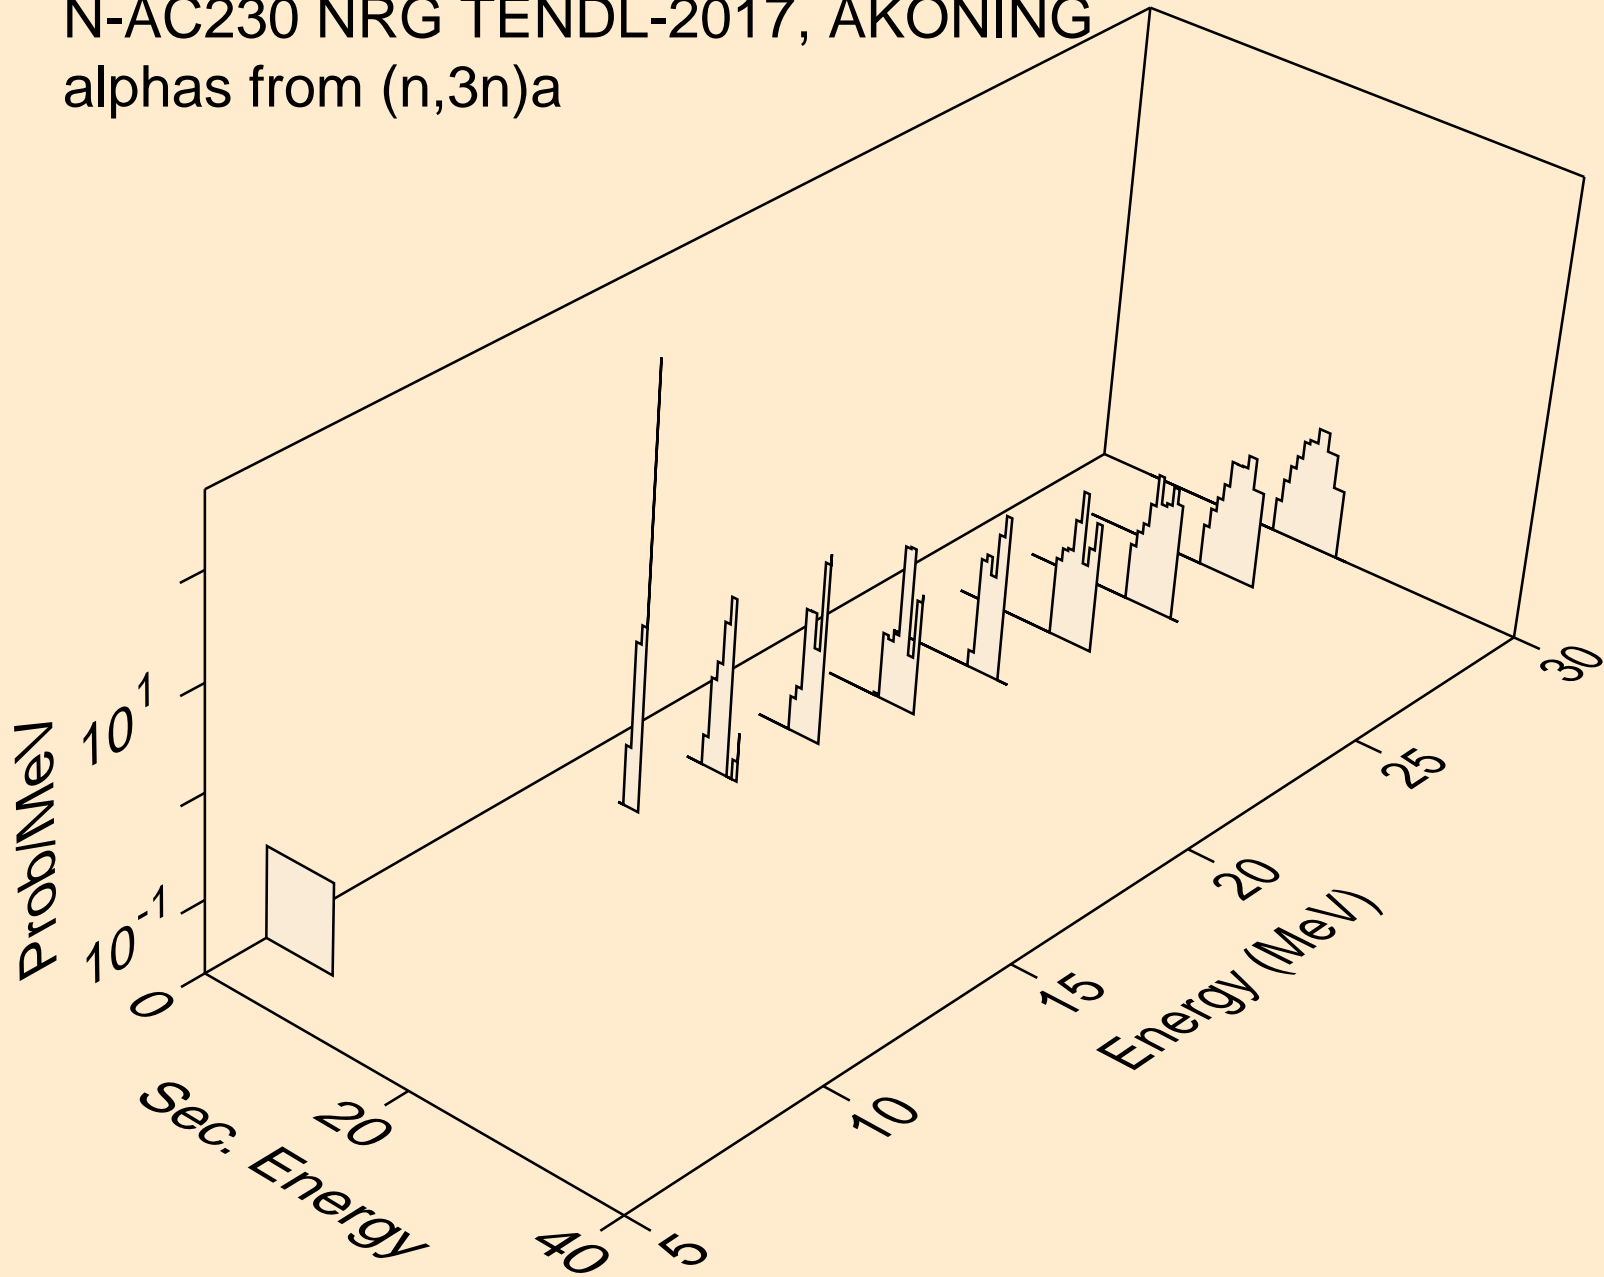 N-AC230 NRG TENDL-2017, AKONING
alphas from (n,3n)a
Prob/MeV
10^1
10^-1
0
20
40
Sec. Energy
5
10
15
20
25
30
Energy (MeV)